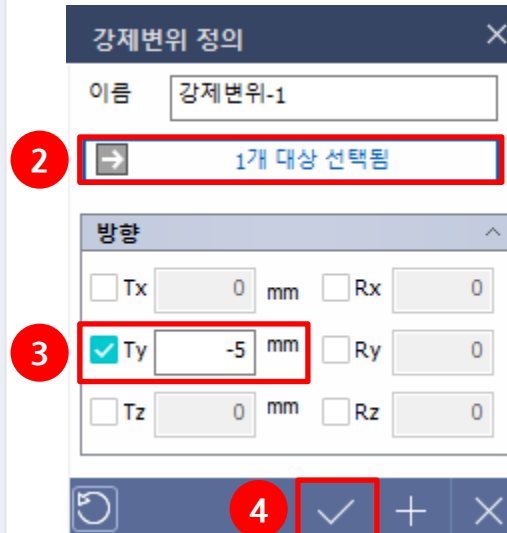 강제변위 정의
이름 강제변위-1
2 1개 대상 선택됨
방향
Tx 0 mm Rx 0
3 Ty -5 mm Ry 0
Tz 0 mm Rz 0
4